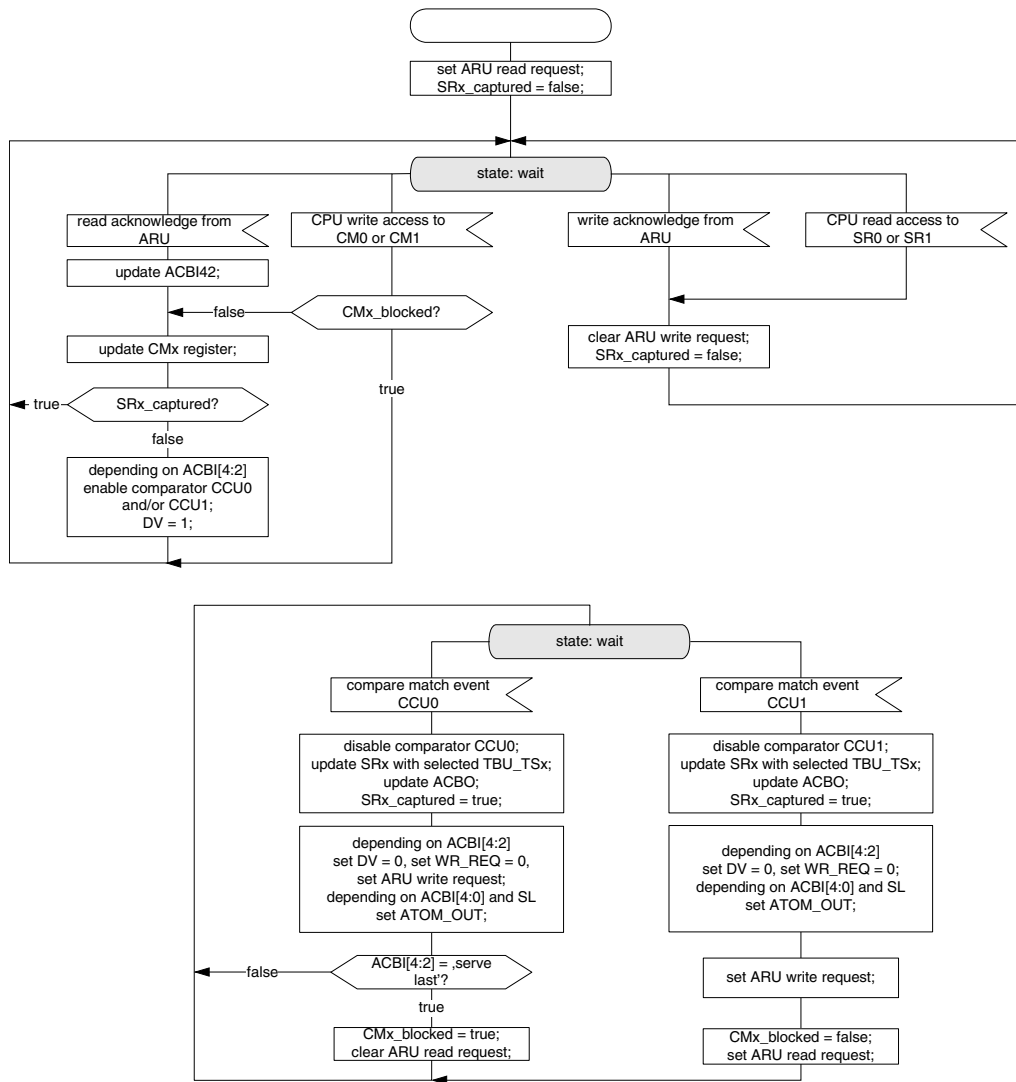 set ARU read request;
SRx_captured = false;
state: wait
read acknowledge from
ARU
CPU write access to
CM0 or CM1
write acknowledge from
ARU
CPU read access to
SR0 or SR1
update ACBI42;
false
CMx_blocked?
clear ARU write request;
SRx_captured = false;
update CMx register;
true
true
SRx_captured?
false
depending on ACBI[4:2]
enable comparator CCU0
and/or CCU1;
DV = 1;
state: wait
compare match event
CCU0
compare match event
CCU1
disable comparator CCU0;
update SRx with selected TBU_TSx;
update ACBO;
SRx_captured = true;
disable comparator CCU1;
update SRx with selected TBU_TSx;
update ACBO;
SRx_captured = true;
depending on ACBI[4:2]
set DV = 0, set WR_REQ = 0,
set ARU write request;
depending on ACBI[4:0] and SL
set ATOM_OUT;
depending on ACBI[4:2]
set DV = 0, set WR_REQ = 0;
depending on ACBI[4:0] and SL
set ATOM_OUT;
false
ACBI[4:2] = ‚serve
last’?
set ARU write request;
true
CMx_blocked = true;
clear ARU read request;
CMx_blocked = false;
set ARU read request;